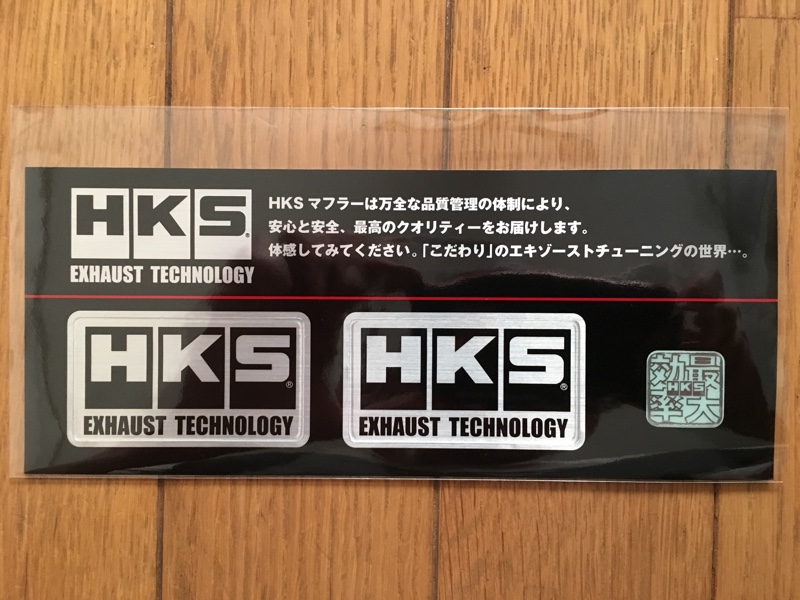 HKS®
EXHAUST TECHNOLOGY
HKS マフラーは万全な品質管理の体制により、
安心と安全、最高のクオリティーをお届けします。
体感してみてください。「こだわり」のエキゾーストチューニングの世界…。
HKS®
EXHAUST TECHNOLOGY
HKS®
EXHAUST TECHNOLOGY
最大
効率
HKS